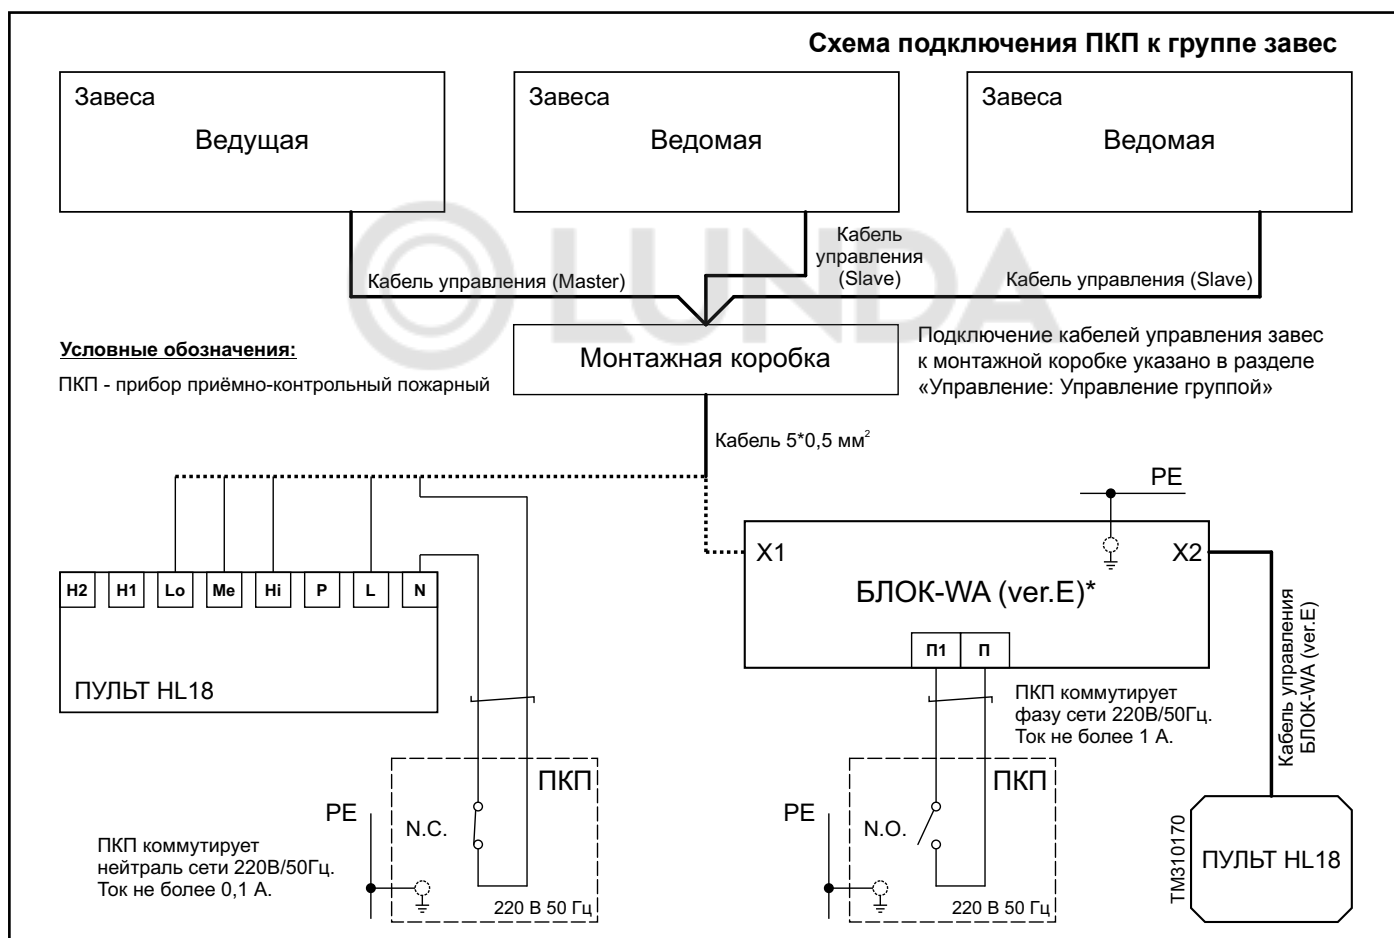 Схема подключения ПКП к группе завес
Завеса
Ведущая
Завеса
Ведомая
Завеса
Ведомая
LUNDA
Кабель управления (Master)
Кабель
управления
(Slave)
Кабель управления (Slave)
Условные обозначения:
ПКП - прибор приёмно-контрольный пожарный
Монтажная коробка
Подключение кабелей управления завес
к монтажной коробке указано в разделе
«Управление: Управление группой»
Кабель 5*0,5 мм²
H2 H1 Lo Me Hi P L N
ПУЛЬТ HL18
PE
X1
X2
БЛОК-WA (ver.E)*
П1 П
ПКП коммутирует
фазу сети 220В/50Гц.
Ток не более 1 А.
Кабель управления
БЛОК-WA (ver.E)
ПКП
PE
N.C.
220 В 50 Гц
ПКП коммутирует
нейтраль сети 220В/50Гц.
Ток не более 0,1 А.
ПКП
PE
N.O.
220 В 50 Гц
TM310170
ПУЛЬТ HL18